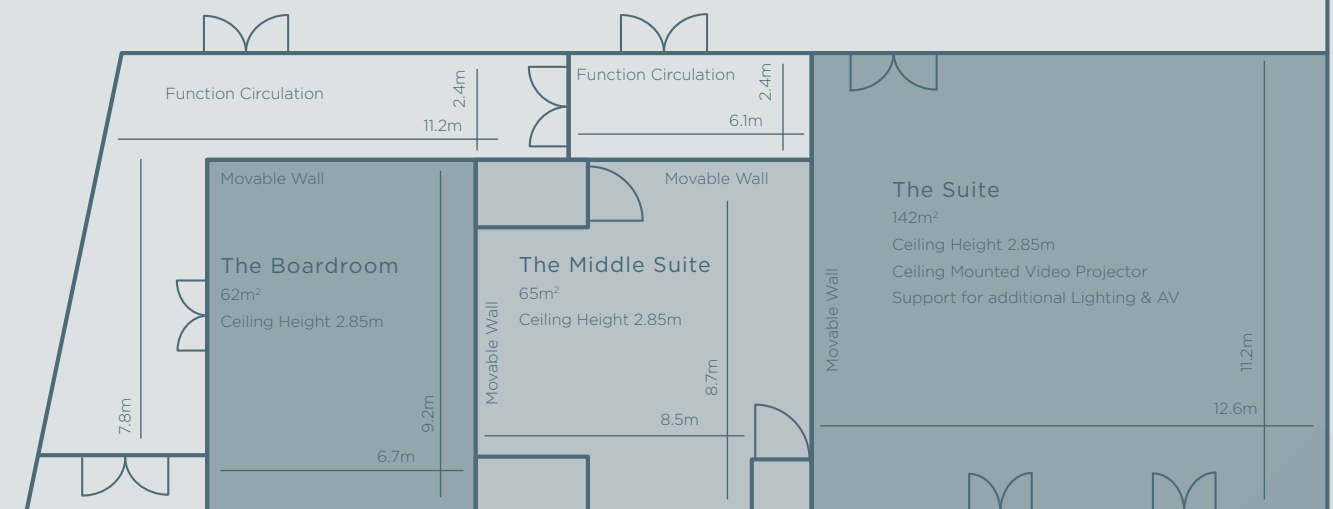 Function Circulation
2.4m
11.2m
Function Circulation
2.4m
6.1m
7.8m
Movable Wall
The Boardroom
62m²
Ceiling Height 2.85m
9.2m
6.7m
Movable Wall
Movable Wall
The Middle Suite
65m²
Ceiling Height 2.85m
8.7m
8.5m
Movable Wall
The Suite
142m²
Ceiling Height 2.85m
Ceiling Mounted Video Projector
Support for additional Lighting & AV
11.2m
12.6m